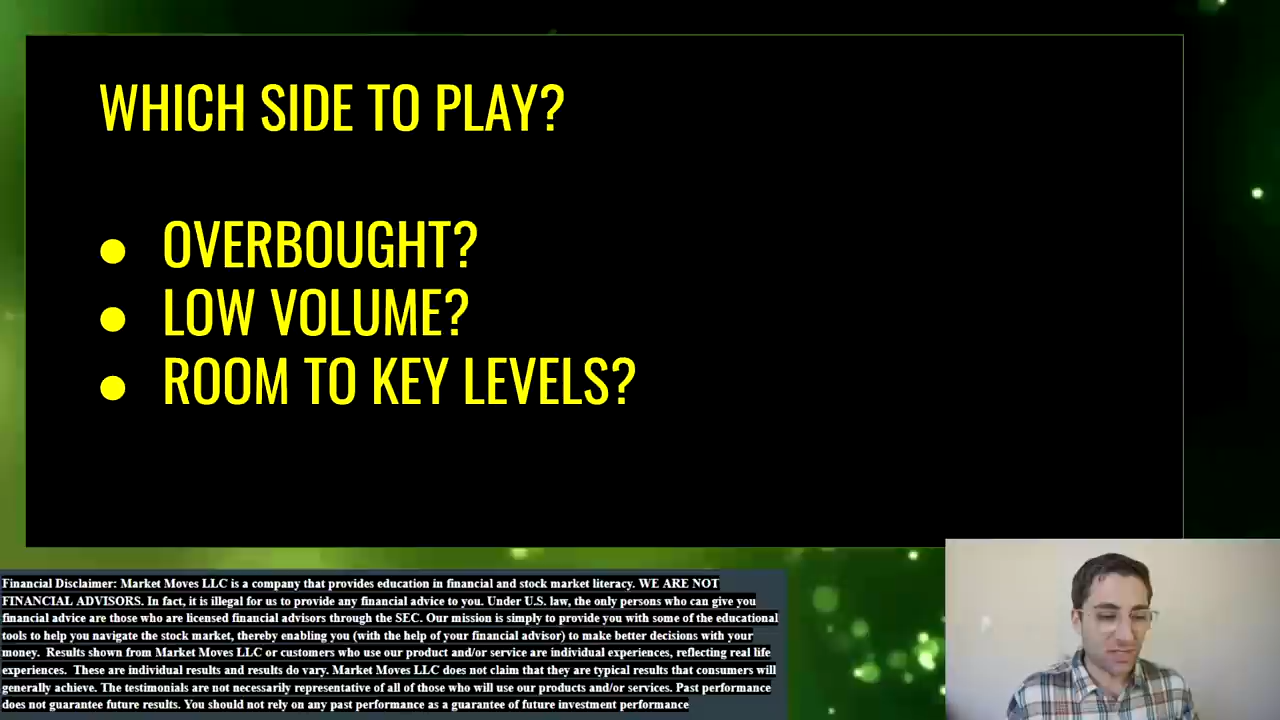 WHICH SIDE TO PLAY?
● OVERBOUGHT?
● LOW VOLUME?
● ROOM TO KEY LEVELS?
Financial Disclaimer: Market Moves LLC is a company that provides education in financial and stock market literacy. WE ARE NOT
FINANCIAL ADVISORS. In fact, it is illegal for us to provide any financial advice to you. Under U.S. law, the only persons who can give you
financial advice are those who are licensed financial advisors through the SEC. Our mission is simply to provide you with some of the educational
tools to help you navigate the stock market, thereby enabling you (with the help of your financial advisor) to make better decisions with your
money. Results shown from Market Moves LLC or customers who use our product and/or service are individual experiences, reflecting real life
experiences. These are individual results and results do vary. Market Moves LLC does not claim that they are typical results that consumers will
generally achieve. The testimonials are not necessarily representative of all of those who will use our products and/or services. Past performance
does not guarantee future results. You should not rely on any past performance as a guarantee of future investment performance